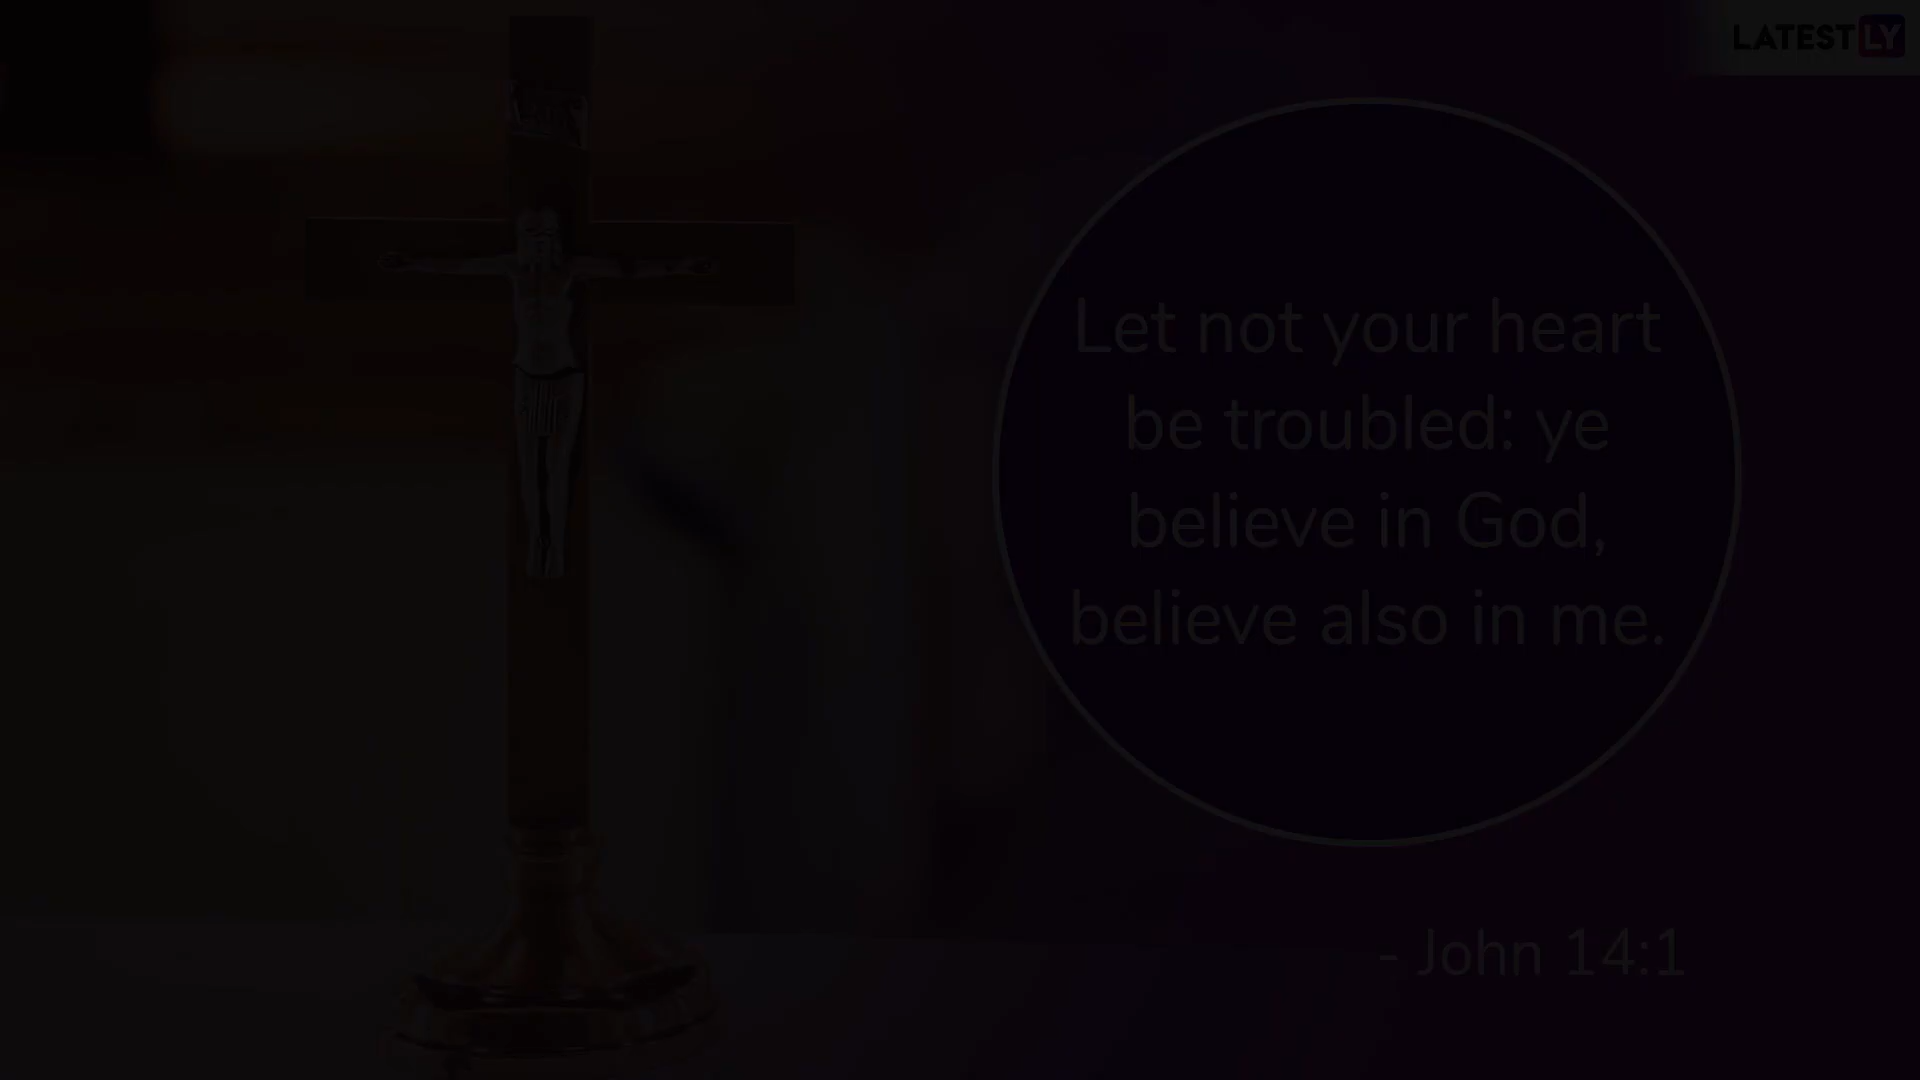 LATESTLY
Let not your heart
be troubled: ye
believe in God,
believe also in me.
- John 14:1